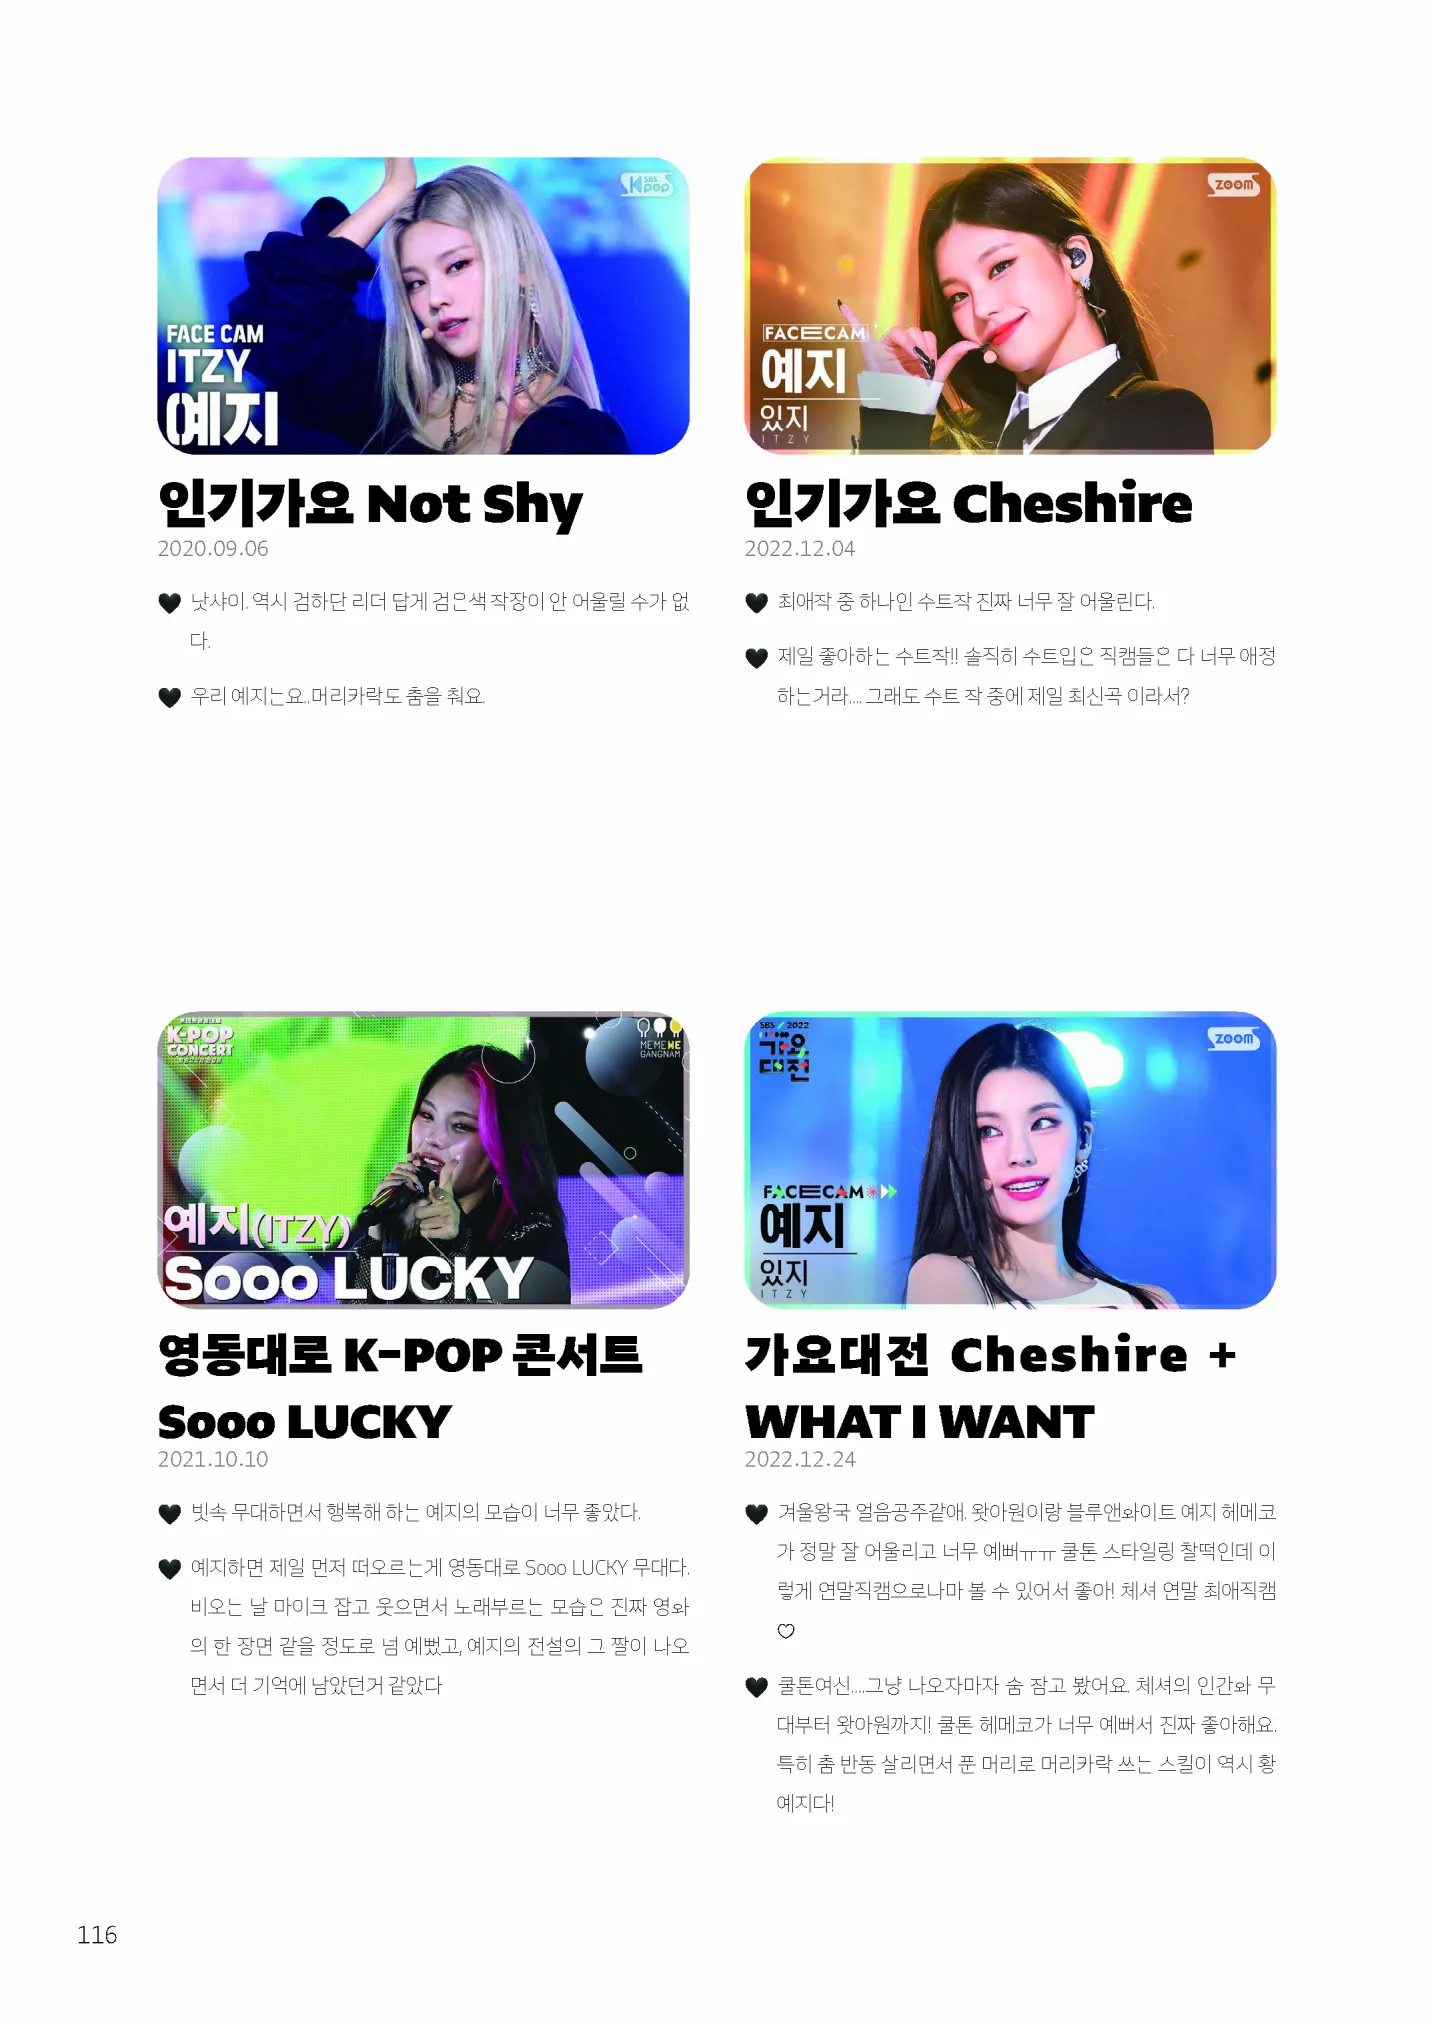 SBS
Kpop
FACE CAM
ITZY
예지
인기가요 Not Shy
2020.09.06
🖤 낫샤이. 역시 검하단 리더 답게 검은색 착장이 안 어울릴 수가 없
다.
🖤 우리 예지는요..머리카락도 춤을 춰요.
ZOOM
FACECAM
예지
있지
ITZY
인기가요 Cheshire
2022.12.04
🖤 최애착 중 하나인 수트착 진짜 너무 잘 어울린다.
🖤 제일 좋아하는 수트착!! 솔직히 수트입은 직캠들은 다 너무 애정
하는거라.... 그래도 수트 착 중에 제일 최신곡 이라서?
K-POP
CONCERT
MEMEWE
GANGNAM
예지(ITZY)
Sooo LUCKY
영동대로 K-POP 콘서트
Sooo LUCKY
2021.10.10
🖤 빗속 무대하면서 행복해 하는 예지의 모습이 너무 좋았다.
🖤 예지하면 제일 먼저 떠오르는게 영동대로 Sooo LUCKY 무대다.
비오는 날 마이크 잡고 웃으면서 노래부르는 모습은 진짜 영화
의 한 장면 같을 정도로 넘 예뻤고, 예지의 전설의 그 짤이 나오
면서 더 기억에 남았던거 같았다
SBS 2022
가요
대전
ZOOM
FACECAM
예지
있지
ITZY
가요대전 Cheshire +
WHAT I WANT
2022.12.24
🖤 겨울왕국 얼음공주같애. 왓아원이랑 블루앤와이트 예지 헤메코
가 정말 잘 어울리고 너무 예뻐ㅠㅠ 쿨톤 스타일링 찰떡인데 이
렇게 연말직캠으로나마 볼 수 있어서 좋아! 체셔 연말 최애직캠
♡
🖤 쿨톤여신....그냥 나오자마자 숨 잠고 봤어요. 체셔의 인간화 무
대부터 왓아원까지! 쿨톤 헤메코가 너무 예뻐서 진짜 좋아해요.
특히 춤 반동 살리면서 푼 머리로 머리카락 쓰는 스킬이 역시 황
예지다!
116